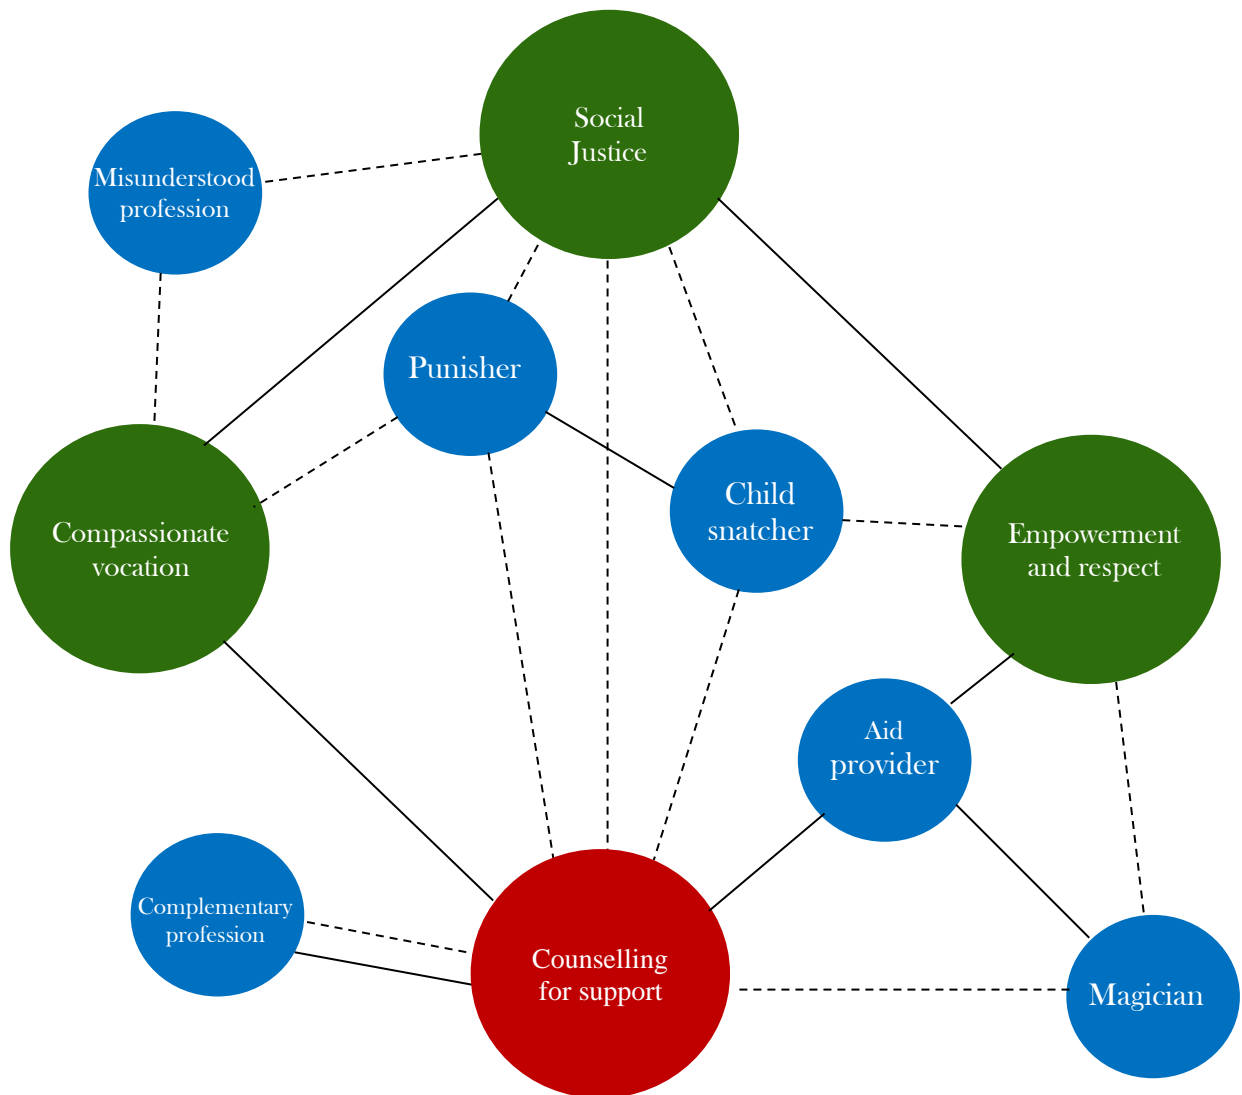 Social
Justice
Misunderstood
profession
Punisher
Child
snatcher
Compassionate
vocation
Empowerment
and respect
Aid
provider
Complementary
profession
Counselling
for support
Magician